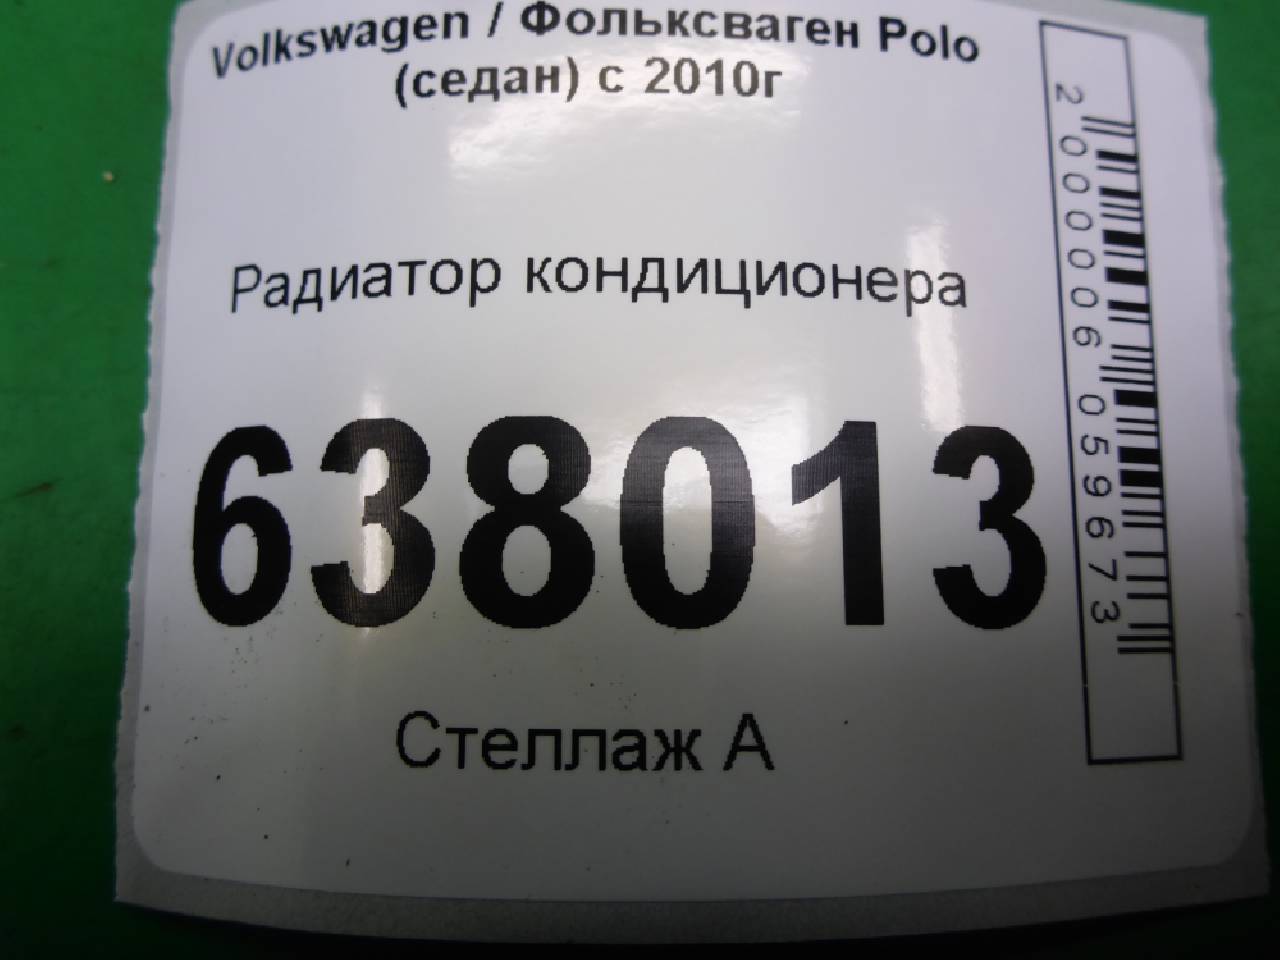 Volkswagen / Фольксваген Polo
(седан) с 2010г
Радиатор кондиционера
638013
Стеллаж А
2000006059673